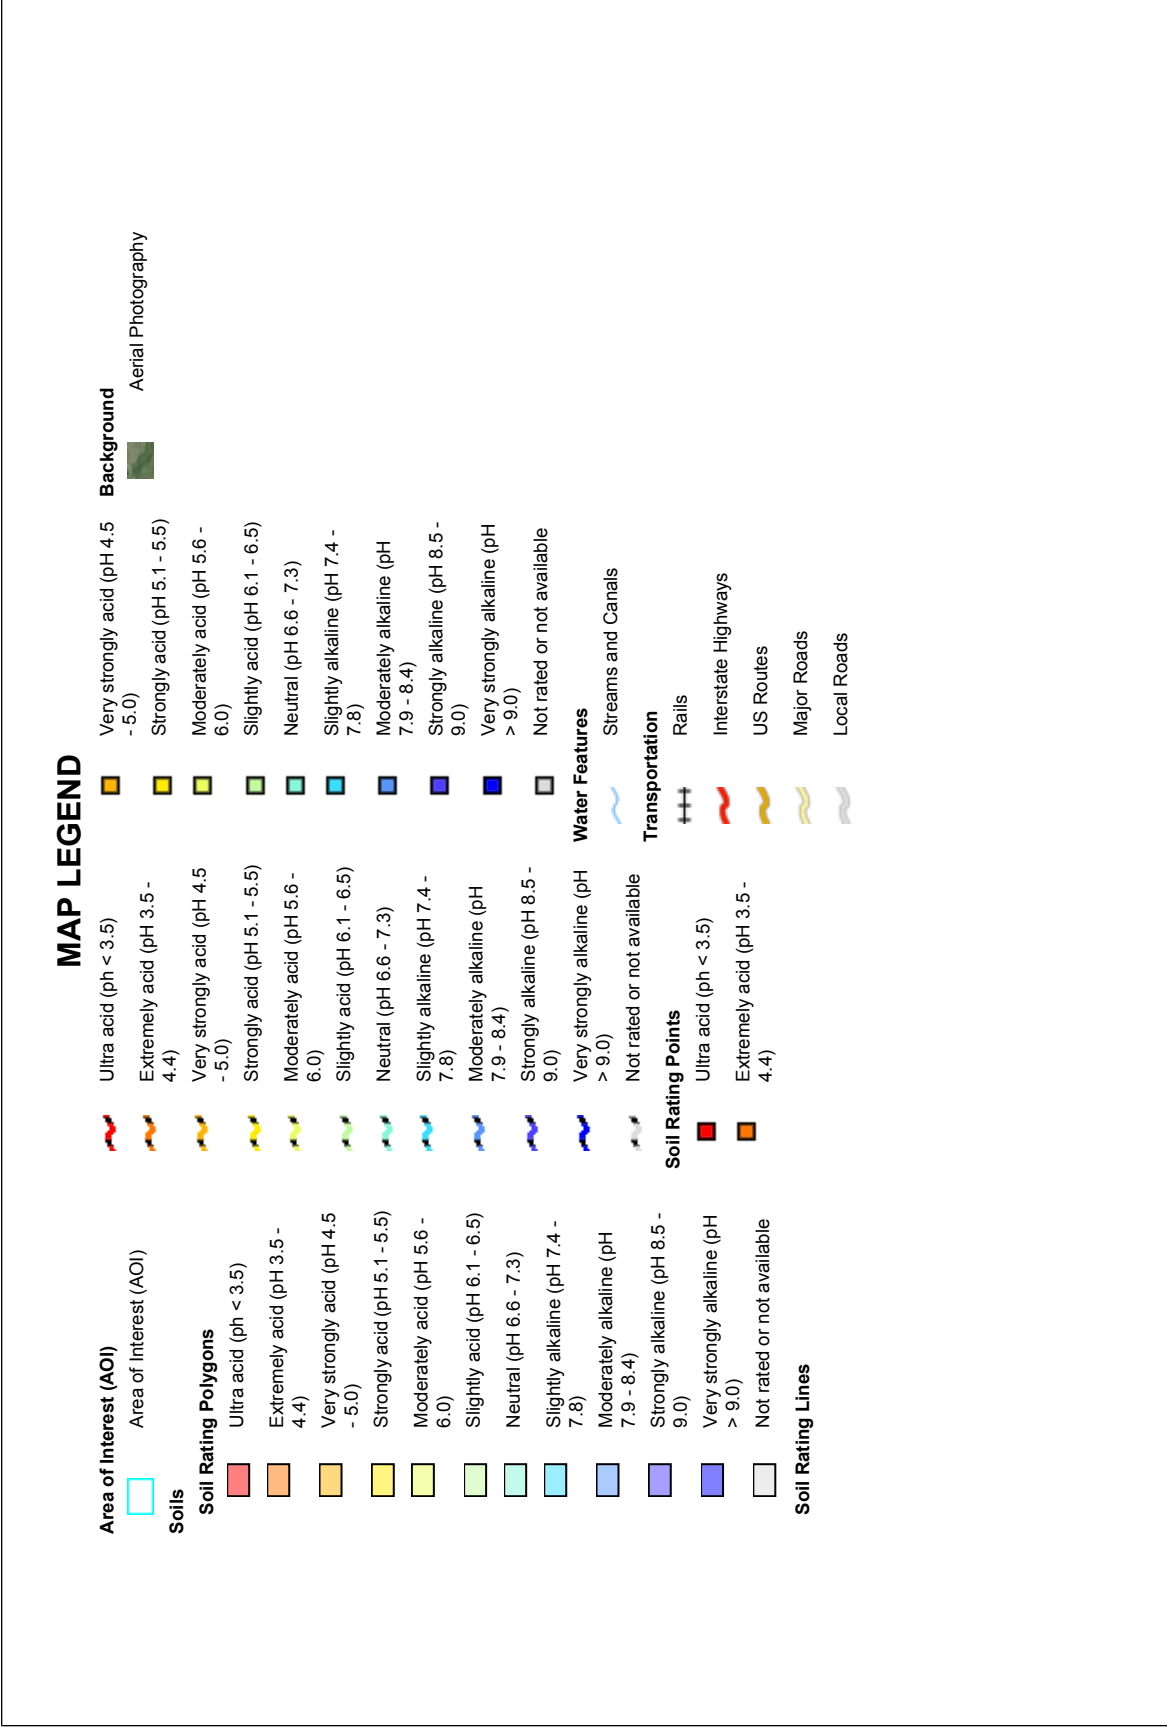 MAP LEGEND
Area of Interest (AOI)
Area of Interest (AOI)
Soils
Soil Rating Polygons
Ultra acid (ph < 3.5)
Extremely acid (pH 3.5 -
4.4)
Very strongly acid (pH 4.5
- 5.0)
Strongly acid (pH 5.1 - 5.5)
Moderately acid (pH 5.6 -
6.0)
Slightly acid (pH 6.1 - 6.5)
Neutral (pH 6.6 - 7.3)
Slightly alkaline (pH 7.4 -
7.8)
Moderately alkaline (pH
7.9 - 8.4)
Strongly alkaline (pH 8.5 -
9.0)
Very strongly alkaline (pH
> 9.0)
Not rated or not available
Soil Rating Lines
Ultra acid (ph < 3.5)
Extremely acid (pH 3.5 -
4.4)
Very strongly acid (pH 4.5
- 5.0)
Strongly acid (pH 5.1 - 5.5)
Moderately acid (pH 5.6 -
6.0)
Slightly acid (pH 6.1 - 6.5)
Neutral (pH 6.6 - 7.3)
Slightly alkaline (pH 7.4 -
7.8)
Moderately alkaline (pH
7.9 - 8.4)
Strongly alkaline (pH 8.5 -
9.0)
Very strongly alkaline (pH
> 9.0)
Not rated or not available
Soil Rating Points
Ultra acid (ph < 3.5)
Extremely acid (pH 3.5 -
4.4)
Very strongly acid (pH 4.5
- 5.0)
Strongly acid (pH 5.1 - 5.5)
Moderately acid (pH 5.6 -
6.0)
Slightly acid (pH 6.1 - 6.5)
Neutral (pH 6.6 - 7.3)
Slightly alkaline (pH 7.4 -
7.8)
Moderately alkaline (pH
7.9 - 8.4)
Strongly alkaline (pH 8.5 -
9.0)
Very strongly alkaline (pH
> 9.0)
Not rated or not available
Water Features
Streams and Canals
Transportation
Rails
Interstate Highways
US Routes
Major Roads
Local Roads
Background
Aerial Photography